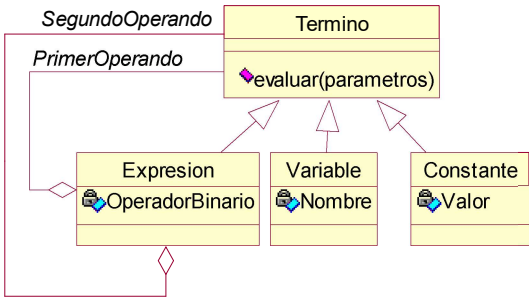 SegundoOperando
Termino
PrimerOperando
evaluar(parametros)
Expresion
OperadorBinario
Variable
Nombre
Constante
Valor